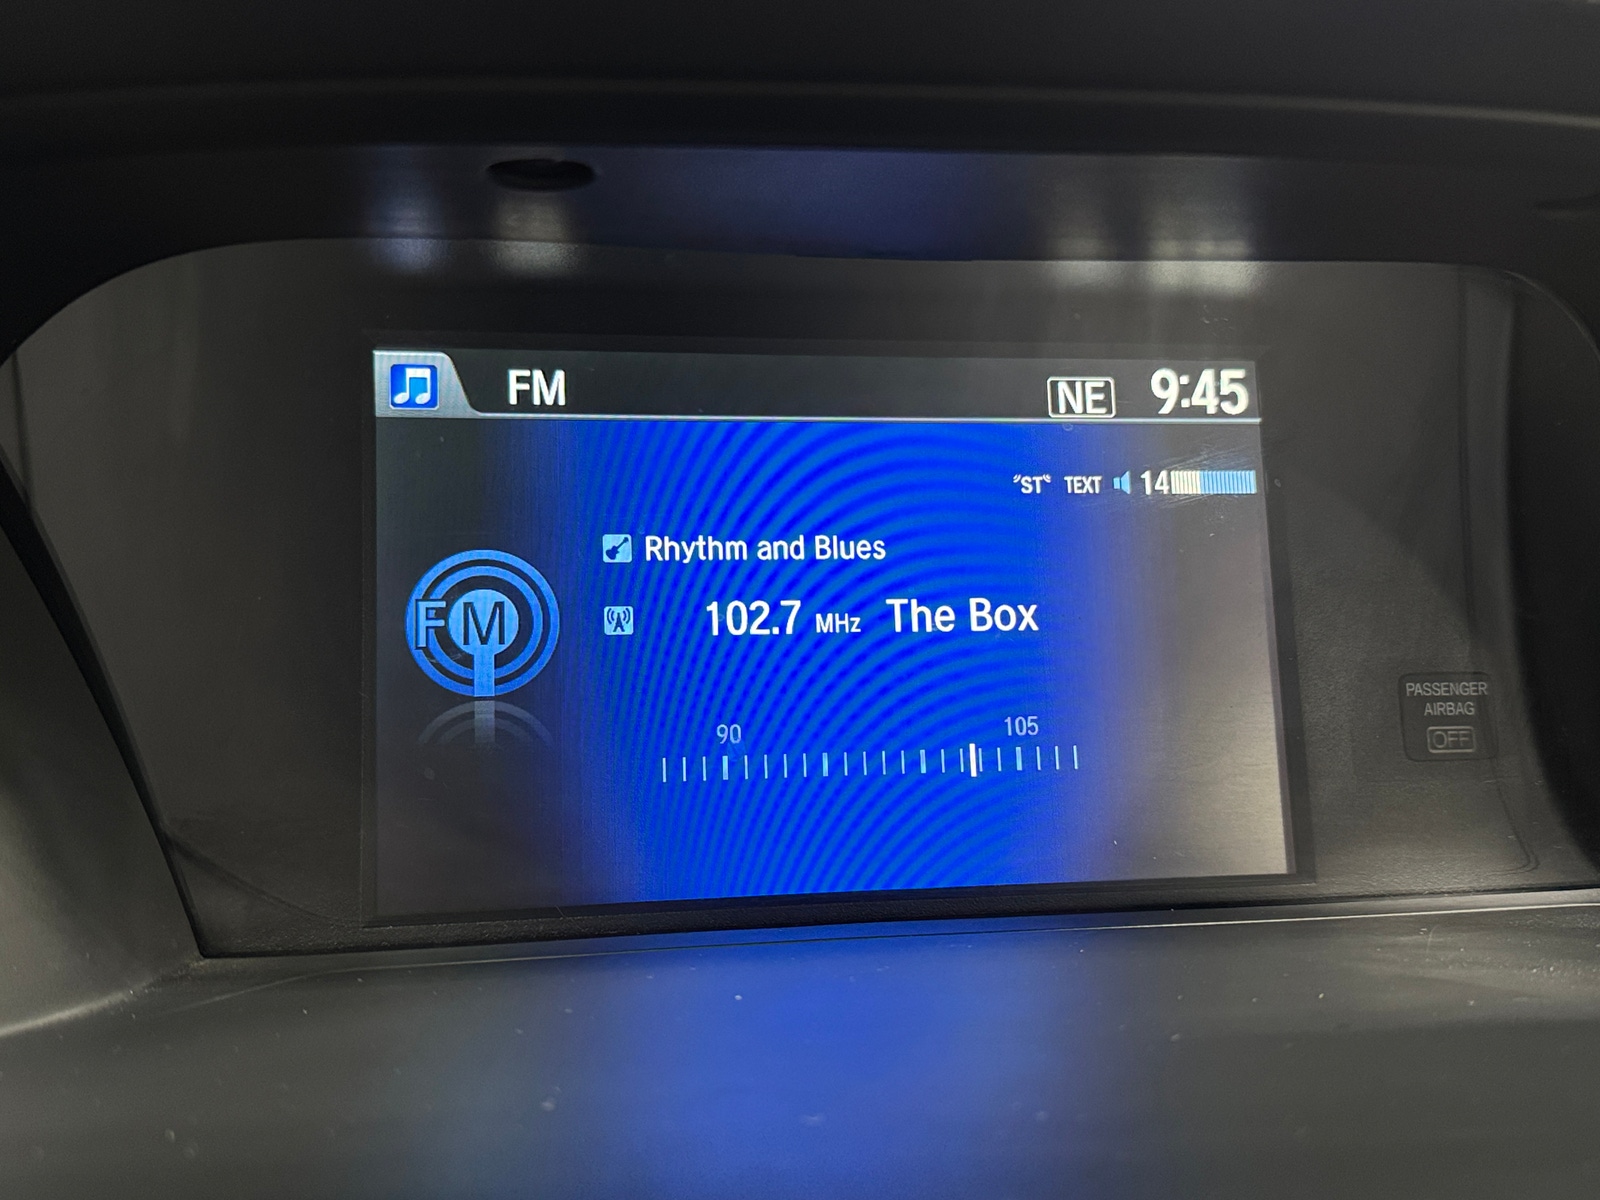 FM NE 9:45
"ST" TEXT 14
Rhythm and Blues
FM
102.7 MHz The Box
90 105
PASSENGER
AIRBAG
OFF